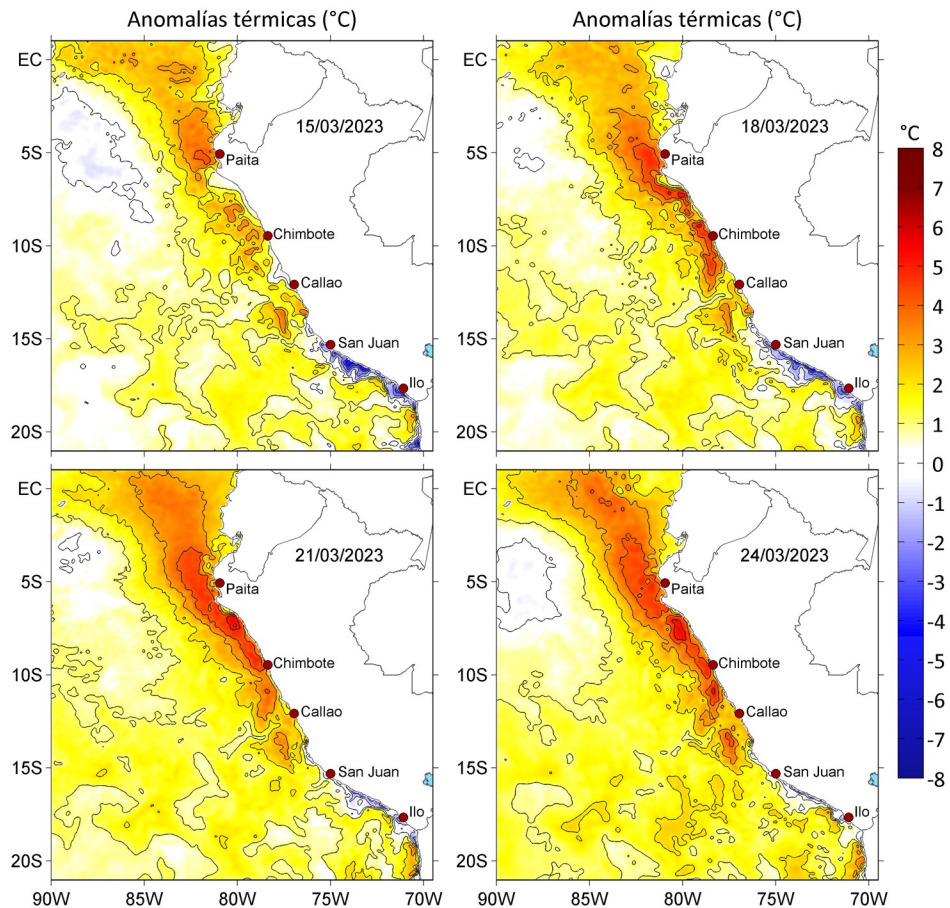 Anomalías térmicas (°C)
Anomalías térmicas (°C)
EC
5S
10S
15S
20S
15/03/2023
Paita
Chimbote
Callao
San Juan
Ilo
EC
5S
10S
15S
20S
18/03/2023
Paita
Chimbote
Callao
San Juan
Ilo
EC
5S
10S
15S
20S
21/03/2023
Paita
Chimbote
Callao
San Juan
Ilo
90W 85W 80W 75W 70W
EC
5S
10S
15S
20S
24/03/2023
Paita
Chimbote
Callao
San Juan
Ilo
90W 85W 80W 75W 70W
°C
8
7
6
5
4
3
2
1
0
-1
-2
-3
-4
-5
-6
-7
-8